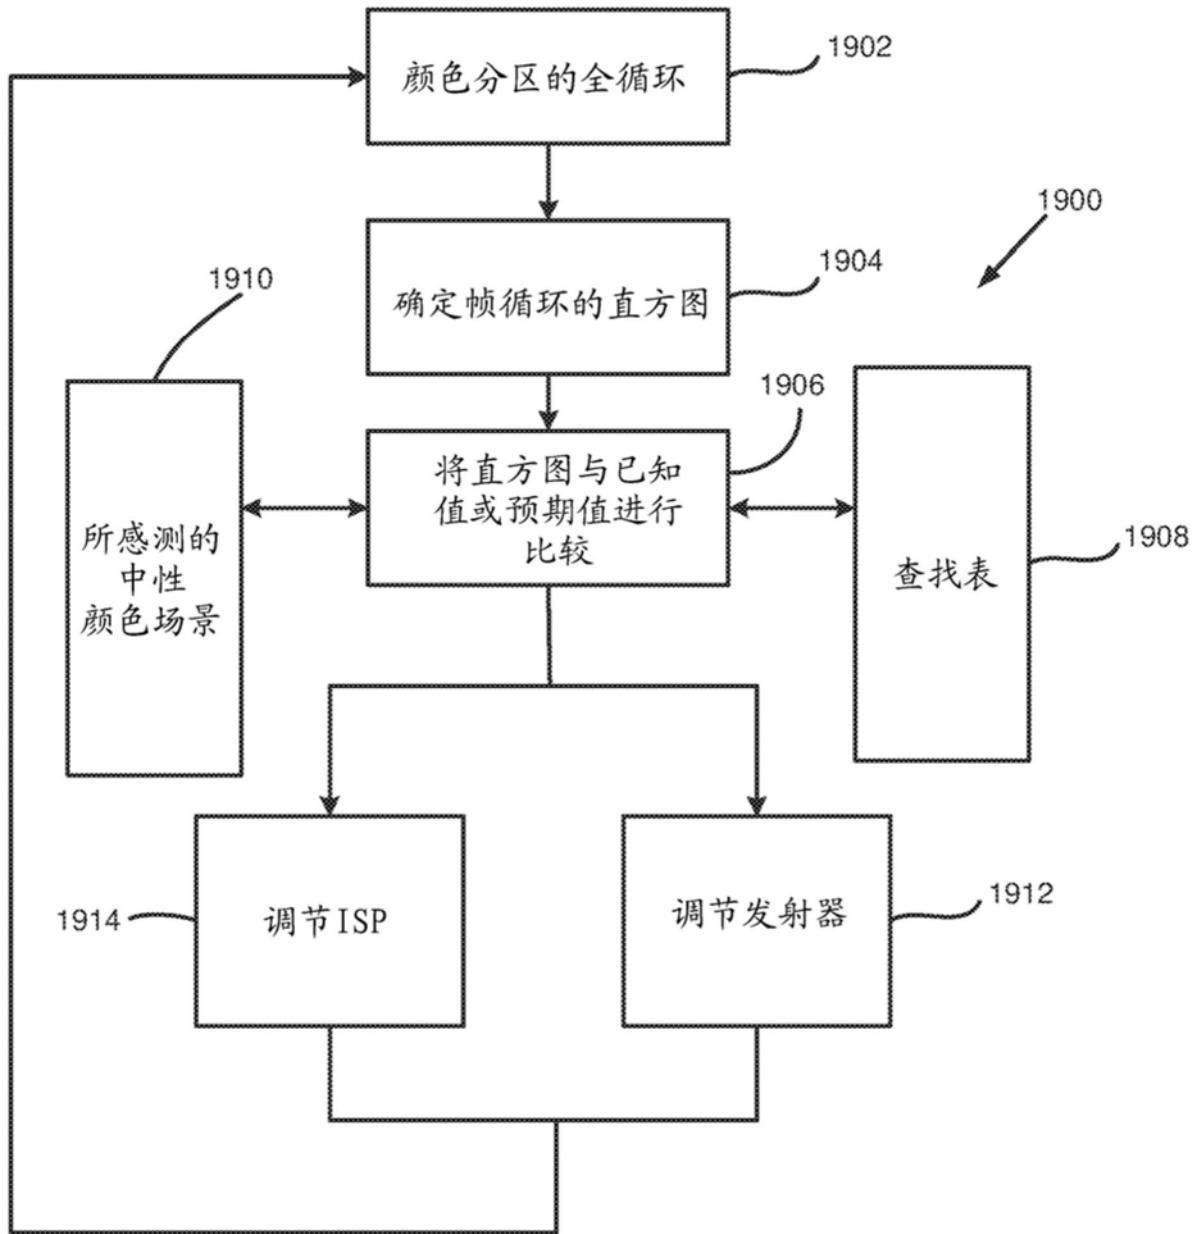 1902
颜色分区的全循环
1900
1904
确定帧循环的直方图
1910
1906
将直方图与已知
值或预期值进行
比较
所感测的
中性
颜色场景
1908
查找表
1914
调节ISP
调节发射器
1912